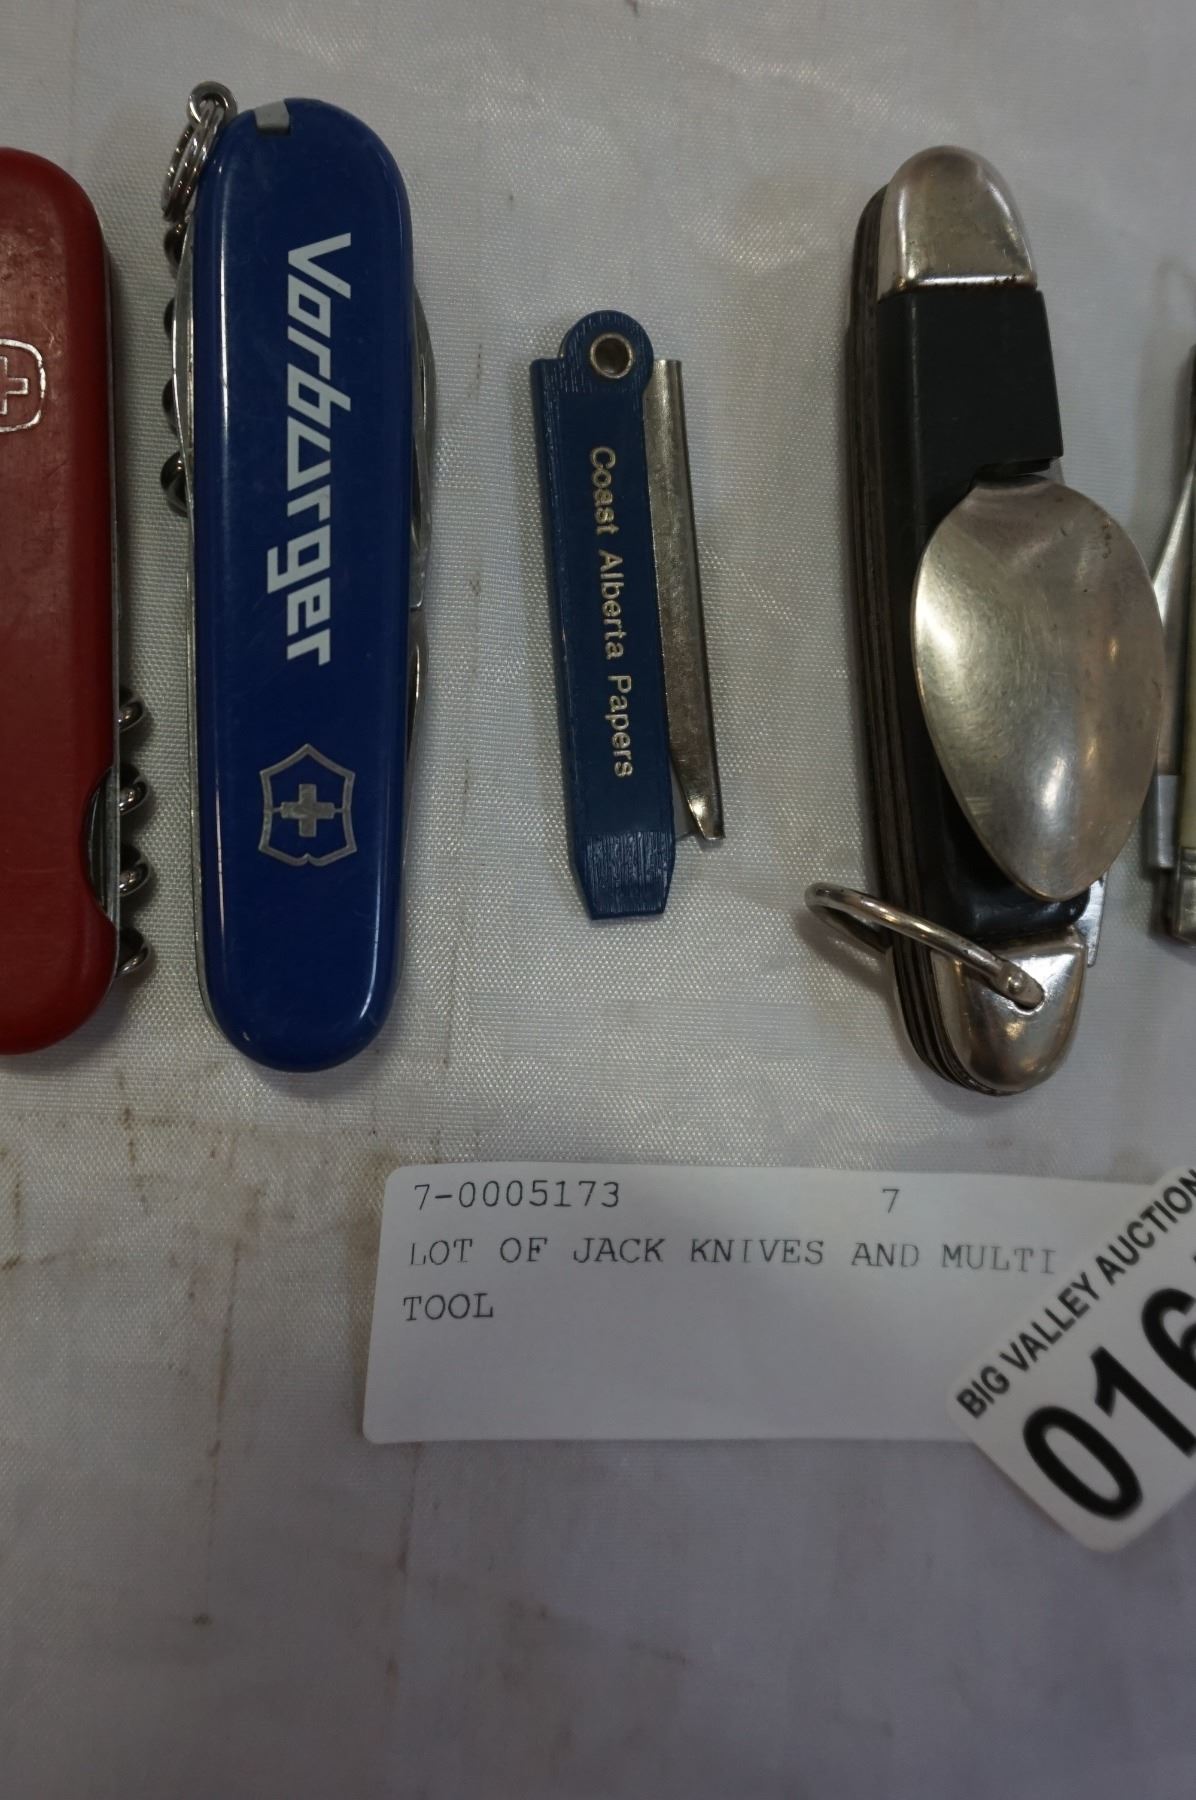 Vorburger
Coast Alberta Papers
7-0005173 7
LOT OF JACK KNIVES AND MULTI
TOOL
BIG VALLEY AUCTION
016